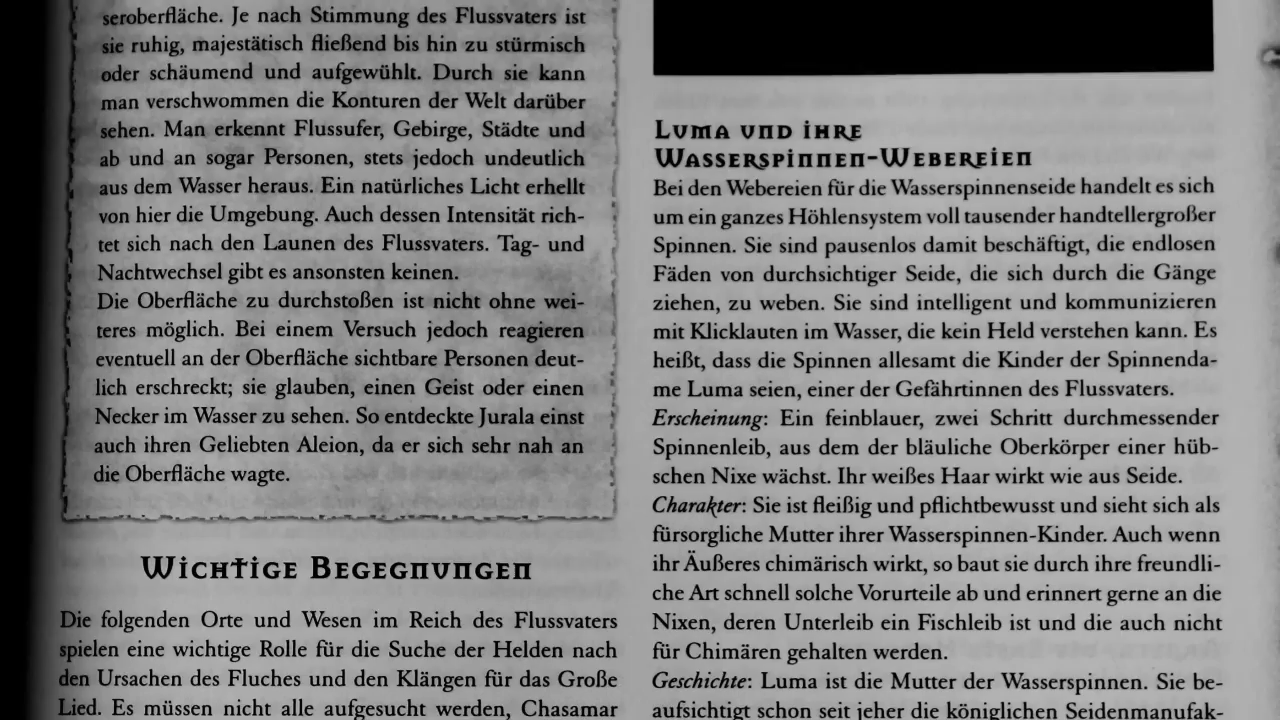 seroberfläche. Je nach Stimmung des Flussvaters ist
sie ruhig, majestätisch fließend bis hin zu stürmisch
oder schäumend und aufgewühlt. Durch sie kann
man verschwommen die Konturen der Welt darüber
sehen. Man erkennt Flussufer, Gebirge, Städte und
ab und an sogar Personen, stets jedoch undeutlich
aus dem Wasser heraus. Ein natürliches Licht erhellt
von hier die Umgebung. Auch dessen Intensität rich-
tet sich nach den Launen des Flussvaters. Tag- und
Nachtwechsel gibt es ansonsten keinen.
Die Oberfläche zu durchstoßen ist nicht ohne wei-
teres möglich. Bei einem Versuch jedoch reagieren
eventuell an der Oberfläche sichtbare Personen deut-
lich erschreckt; sie glauben, einen Geist oder einen
Necker im Wasser zu sehen. So entdeckte Jurala einst
auch ihren Geliebten Aleion, da er sich sehr nah an
die Oberfläche wagte.
Wichtige Begegnungen
Die folgenden Orte und Wesen im Reich des Flussvaters
spielen eine wichtige Rolle für die Suche der Helden nach
den Ursachen des Fluches und den Klängen für das Große
Lied. Es müssen nicht alle aufgesucht werden, Chasamar
Luma und ihre
Wasserspinnen-Webereien
Bei den Webereien für die Wasserspinnenseide handelt es sich
um ein ganzes Höhlensystem voll tausender handtellergroßer
Spinnen. Sie sind pausenlos damit beschäftigt, die endlosen
Fäden von durchsichtiger Seide, die sich durch die Gänge
ziehen, zu weben. Sie sind intelligent und kommunizieren
mit Klicklauten im Wasser, die kein Held verstehen kann. Es
heißt, dass die Spinnen allesamt die Kinder der Spinnenda-
me Luma seien, einer der Gefährtinnen des Flussvaters.
Erscheinung: Ein feinblauer, zwei Schritt durchmessender
Spinnenleib, aus dem der bläuliche Oberkörper einer hüb-
schen Nixe wächst. Ihr weißes Haar wirkt wie aus Seide.
Charakter: Sie ist fleißig und pflichtbewusst und sieht sich als
fürsorgliche Mutter ihrer Wasserspinnen-Kinder. Auch wenn
ihr Äußeres chimärisch wirkt, so baut sie durch ihre freundli-
che Art schnell solche Vorurteile ab und erinnert gerne an die
Nixen, deren Unterleib ein Fischleib ist und die auch nicht
für Chimären gehalten werden.
Geschichte: Luma ist die Mutter der Wasserspinnen. Sie be-
aufsichtigt schon seit jeher die königlichen Seidenmanufak-